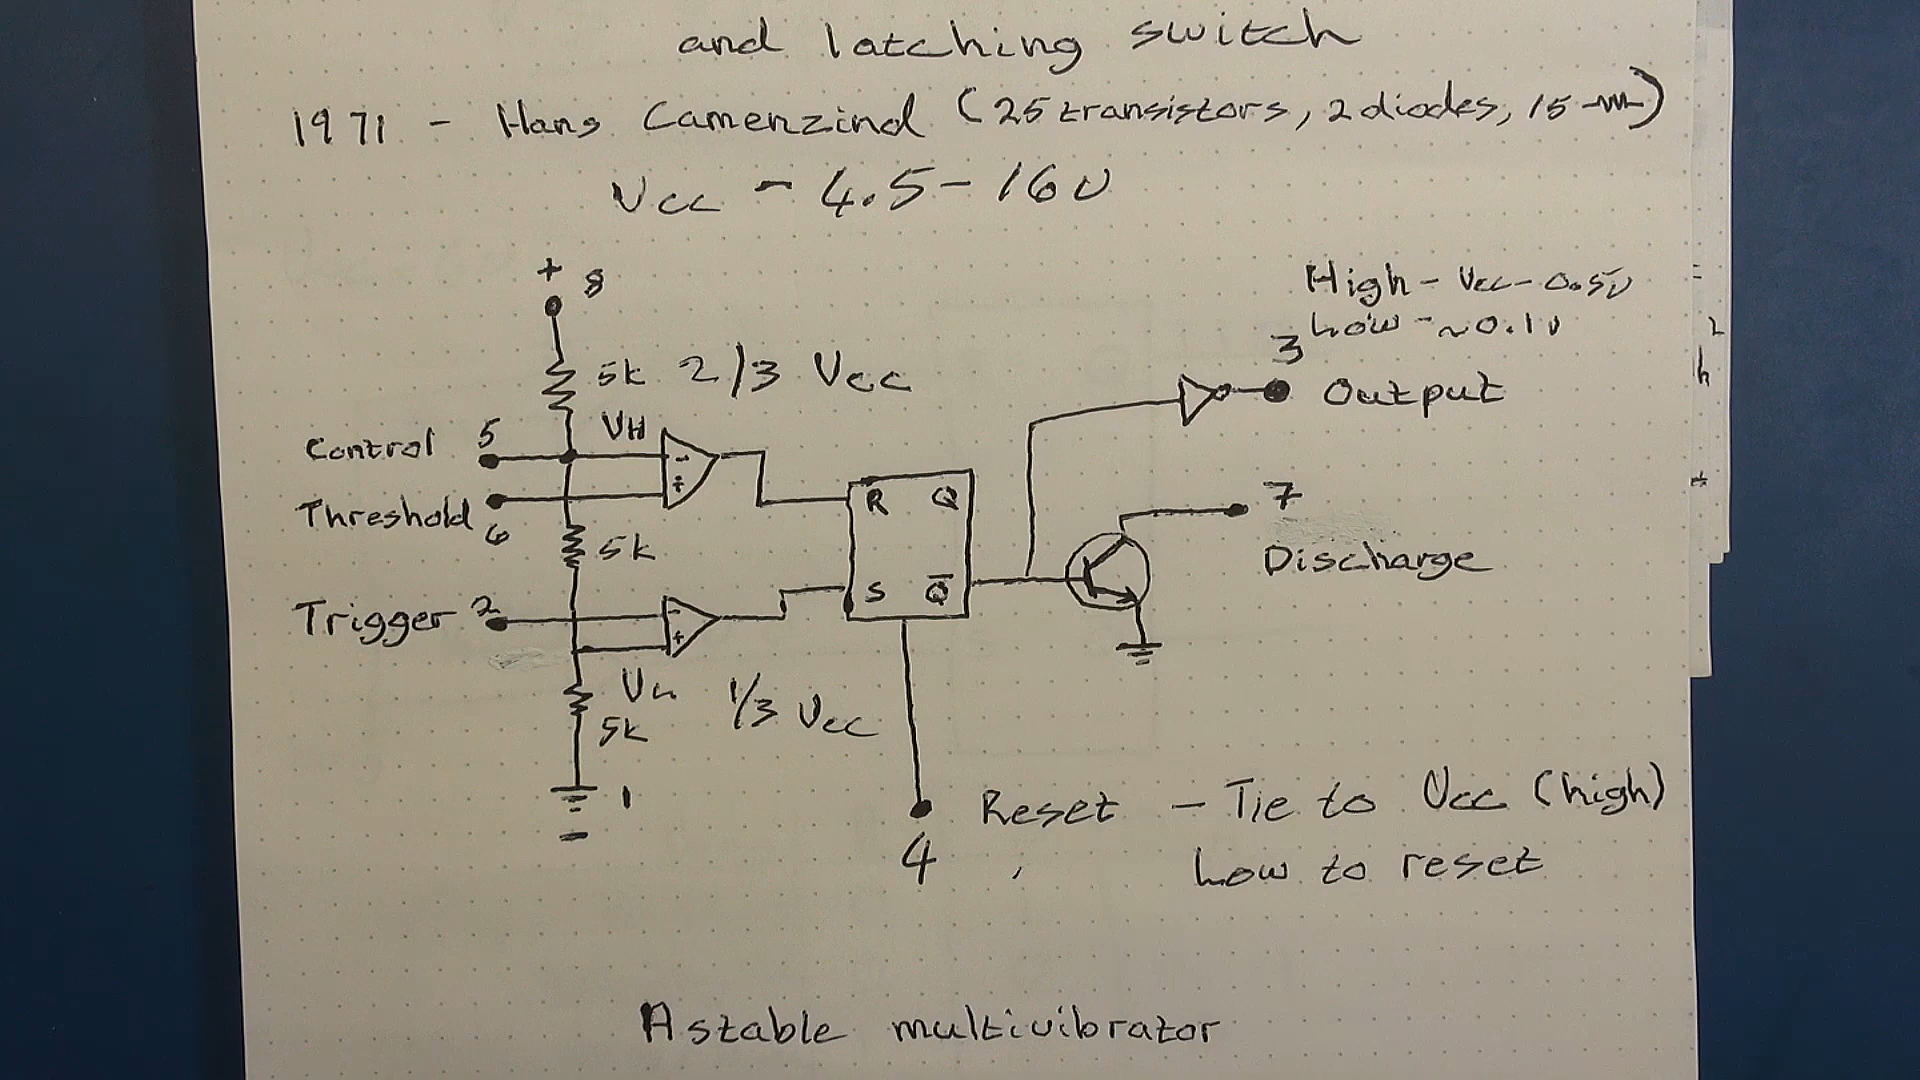 and latching switch
1971 - Hans Camenzind (25 transistors, 2 diodes, 15
Vcc - 4.5 - 16V
+ 8
High - Vcc - 0.5V
Low - ~0.1V
3
5k 2/3 Vcc
Output
Control 5 VH
- +
Threshold 6
R Q
7
5k
Discharge
Trigger 2
- +
S Q̅
VL 1/3 Vcc
5k
1
Reset - Tie to Vcc (high)
4
Low to reset
Astable multivibrator